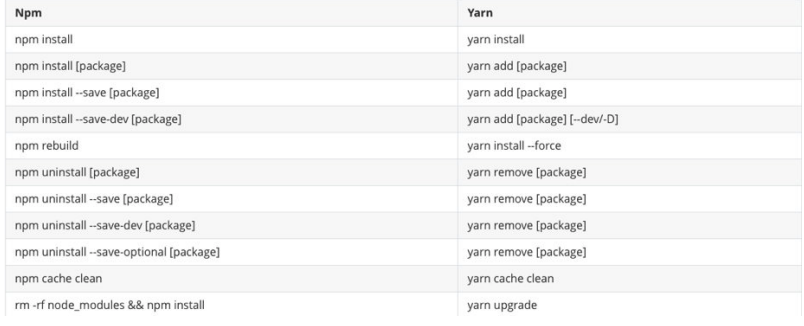 Npm Yarn
npm install yarn install
npm install [package] yarn add [package]
npm install --save [package] yarn add [package]
npm install --save-dev [package] yarn add [package] [--dev/-D]
npm rebuild yarn install --force
npm uninstall [package] yarn remove [package]
npm uninstall --save [package] yarn remove [package]
npm uninstall --save-dev [package] yarn remove [package]
npm uninstall --save-optional [package] yarn remove [package]
npm cache clean yarn cache clean
rm -rf node_modules && npm install yarn upgrade